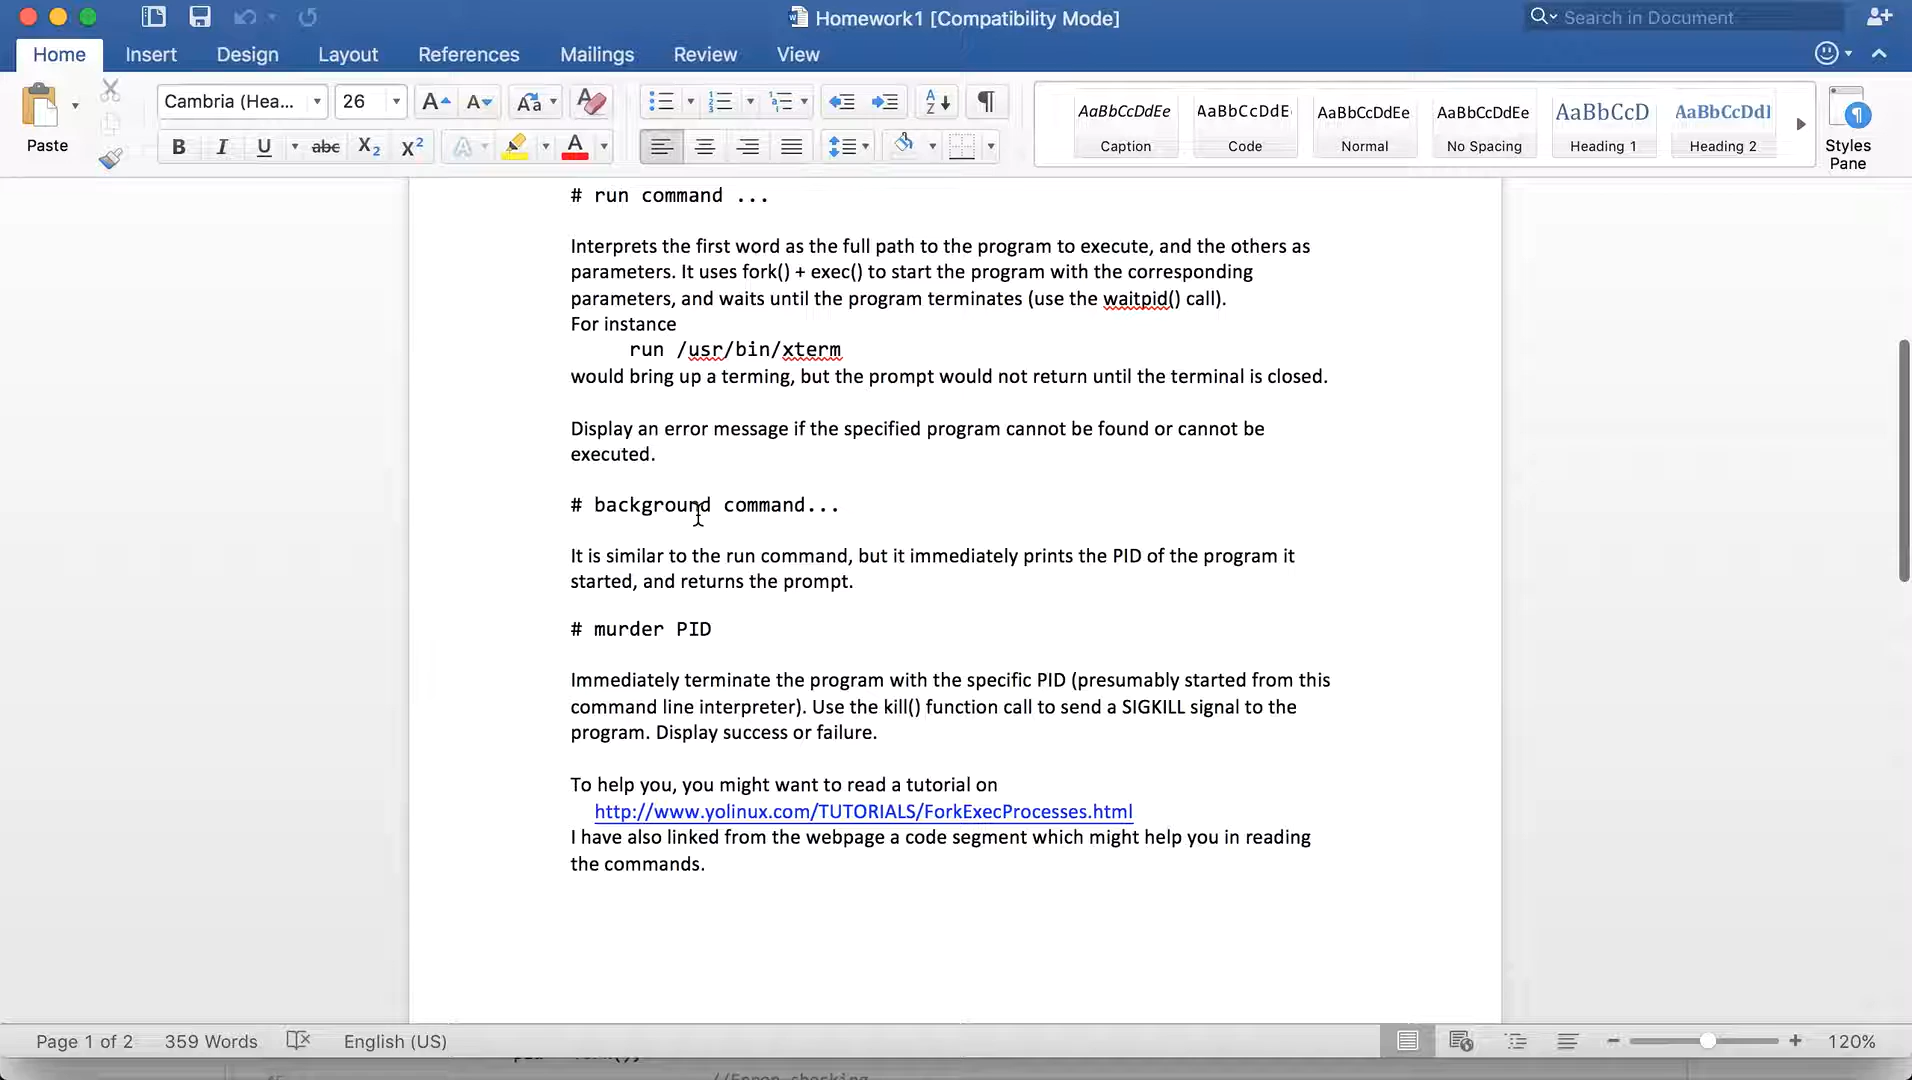 Homework1 [Compatibility Mode]
Search in Document
Home Insert Design Layout References Mailings Review View
Paste
Cambria (Hea... 26
AaBbCcDdEe AaBbCcDdE AaBbCcDdEe AaBbCcDdEe AaBbCcD AaBbCcDdI
Caption Code Normal No Spacing Heading 1 Heading 2
Styles
Pane
# run command ...
Interprets the first word as the full path to the program to execute, and the others as
parameters. It uses fork() + exec() to start the program with the corresponding
parameters, and waits until the program terminates (use the waitpid() call).
For instance
run /usr/bin/xterm
would bring up a terming, but the prompt would not return until the terminal is closed.
Display an error message if the specified program cannot be found or cannot be
executed.
# background command...
It is similar to the run command, but it immediately prints the PID of the program it
started, and returns the prompt.
# murder PID
Immediately terminate the program with the specific PID (presumably started from this
command line interpreter). Use the kill() function call to send a SIGKILL signal to the
program. Display success or failure.
To help you, you might want to read a tutorial on
http://www.yolinux.com/TUTORIALS/ForkExecProcesses.html
I have also linked from the webpage a code segment which might help you in reading
the commands.
Page 1 of 2 359 Words English (US) 120%